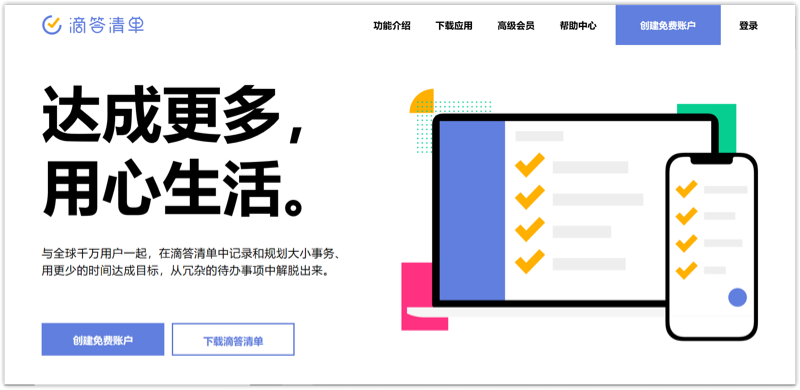 滴答清单
功能介绍 下载应用 高级会员 帮助中心 创建免费账户 登录
达成更多，
用心生活。
与全球千万用户一起，在滴答清单中记录和规划大小事务、
用更少的时间达成目标，从冗杂的待办事项中解脱出来。
创建免费账户 下载滴答清单